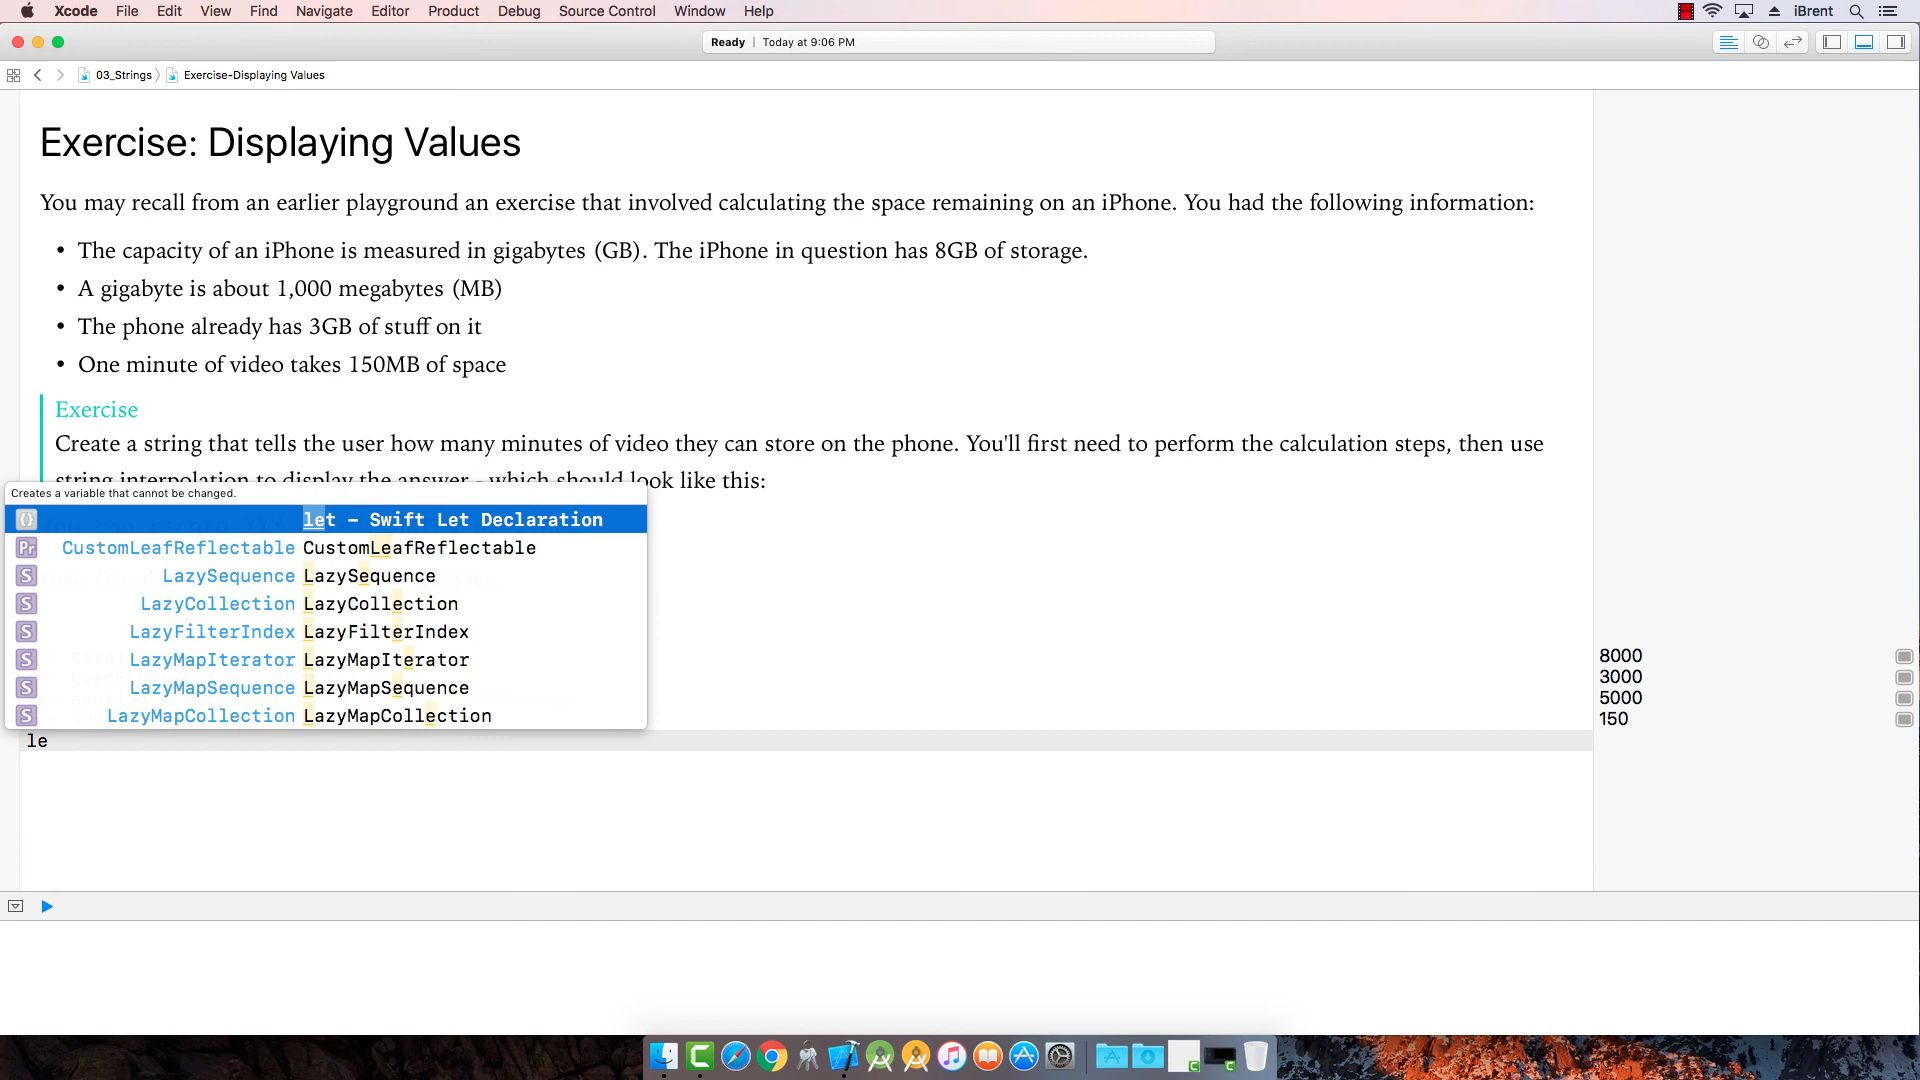 Xcode File Edit View Find Navigate Editor Product Debug Source Control Window Help iBrent
Ready | Today at 9:06 PM
03_Strings Exercise-Displaying Values
Exercise: Displaying Values
You may recall from an earlier playground an exercise that involved calculating the space remaining on an iPhone. You had the following information:
• The capacity of an iPhone is measured in gigabytes (GB). The iPhone in question has 8GB of storage.
• A gigabyte is about 1,000 megabytes (MB)
• The phone already has 3GB of stuff on it
• One minute of video takes 150MB of space
Exercise
Create a string that tells the user how many minutes of video they can store on the phone. You'll first need to perform the calculation steps, then use
string interpolation to display the answer - which should look like this:
Creates a variable that cannot be changed.
{} let – Swift Let Declaration
Pr CustomLeafReflectable CustomLeafReflectable
S LazySequence LazySequence
S LazyCollection LazyCollection
S LazyFilterIndex LazyFilterIndex
S LazyMapIterator LazyMapIterator
S LazyMapSequence LazyMapSequence
S LazyMapCollection LazyMapCollection
le
8000
3000
5000
150